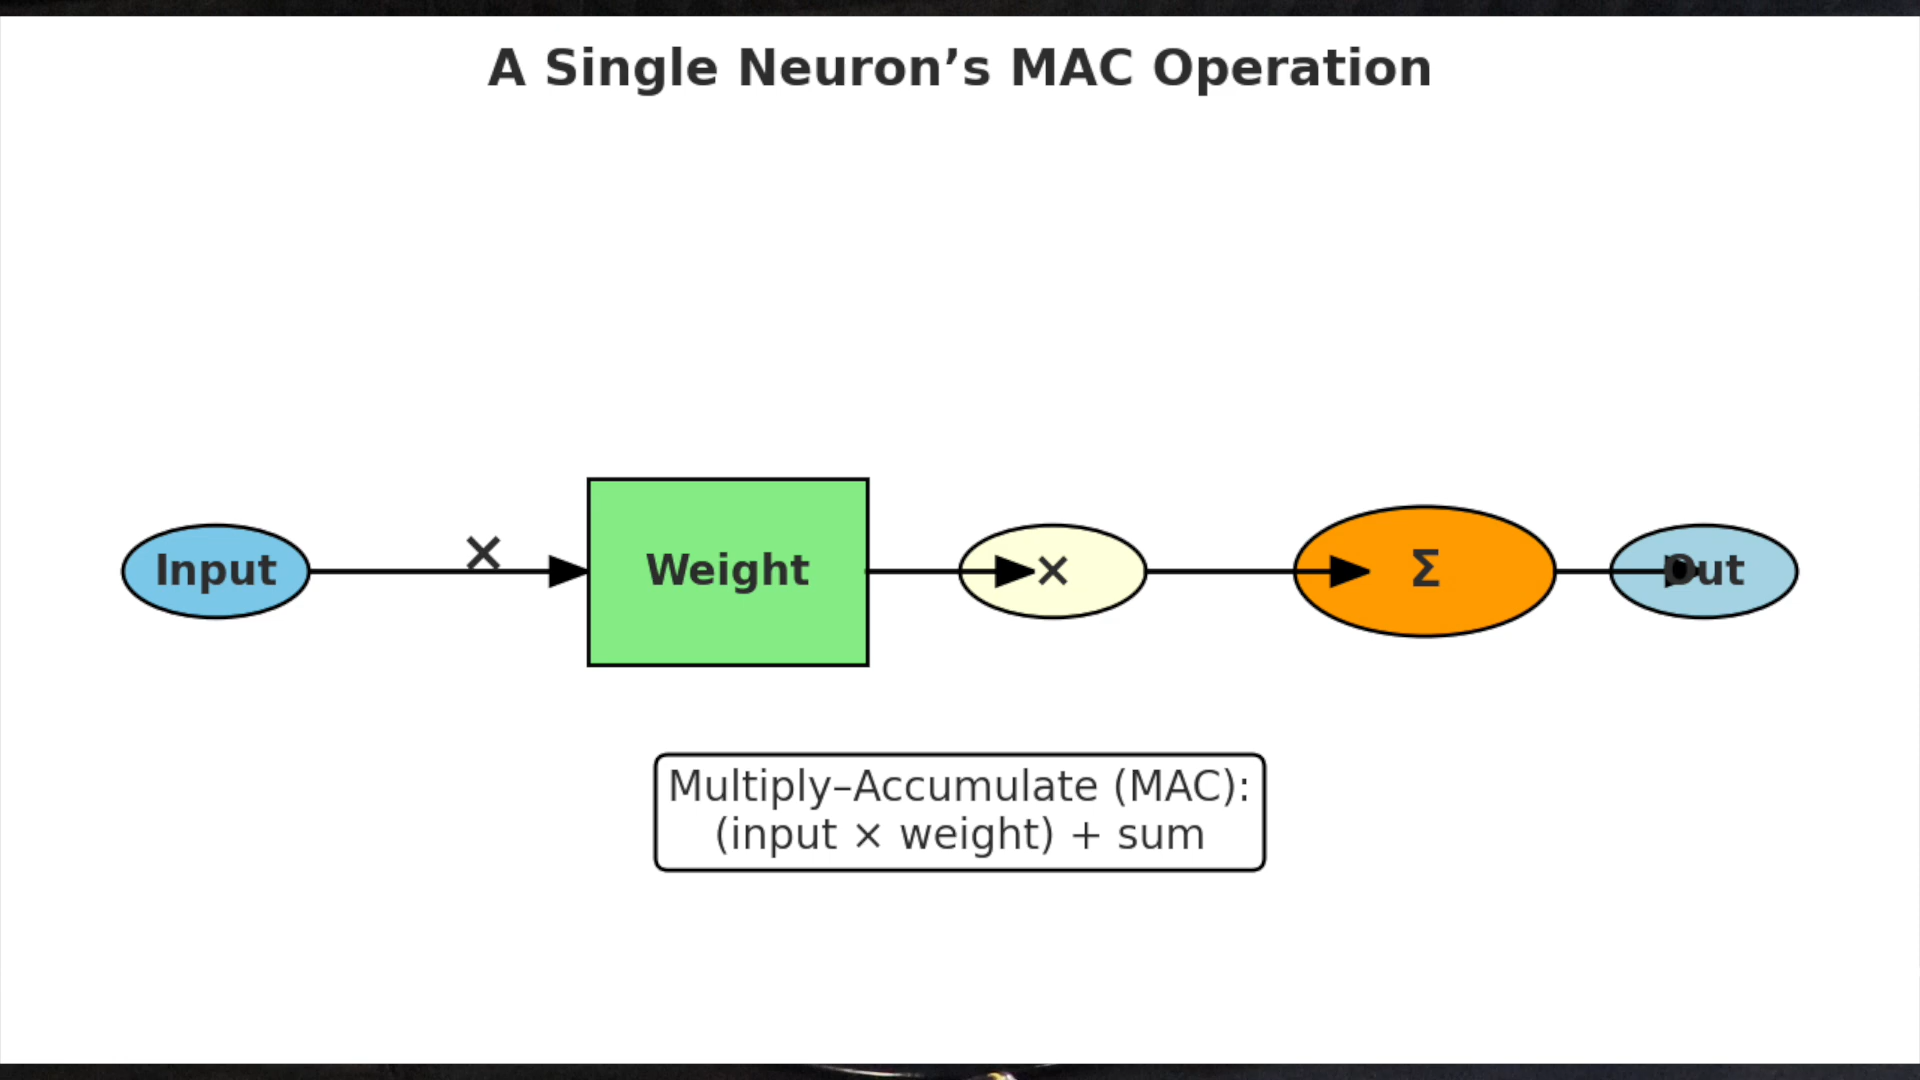 A Single Neuron’s MAC Operation
Input
×
Weight
×
Σ
Out
Multiply–Accumulate (MAC):
(input × weight) + sum